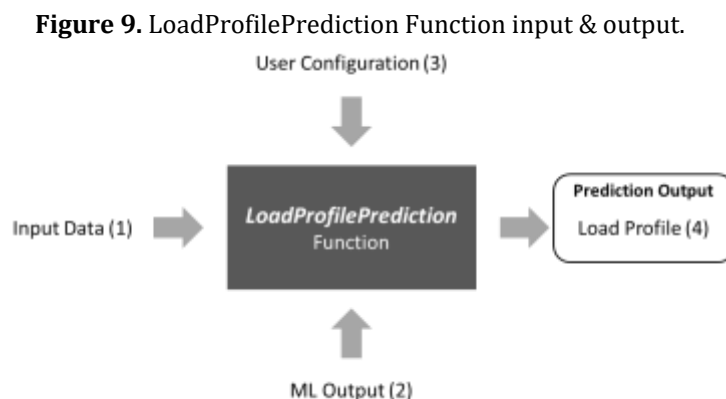 Figure 9. LoadProfilePrediction Function input & output.
User Configuration (3)
LoadProfilePrediction
Function
Input Data (1)
Prediction Output
Load Profile (4)
ML Output (2)